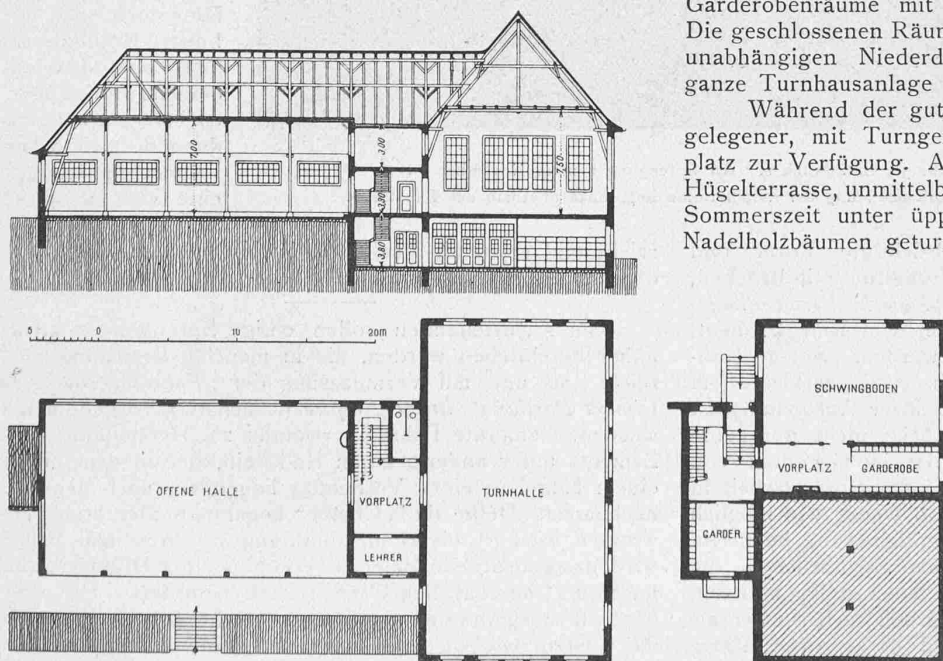 Garderobenräume mit
Die geschlossenen Räum
unabhängigen Niederd
ganze Turnhausanlage
Während der gut
gelegener, mit Turnge
platz zur Verfügung. A
Hügelterrasse, unmittelb
Sommerszeit unter üpp
Nadelholzbäumen getur
7,00
3,00
3,30
3,80
7,50
5 0 10 20m
OFFENE HALLE
VORPLATZ
LEHRER
TURNHALLE
GARDER.
SCHWINGBODEN
VORPLATZ GARDEROBE